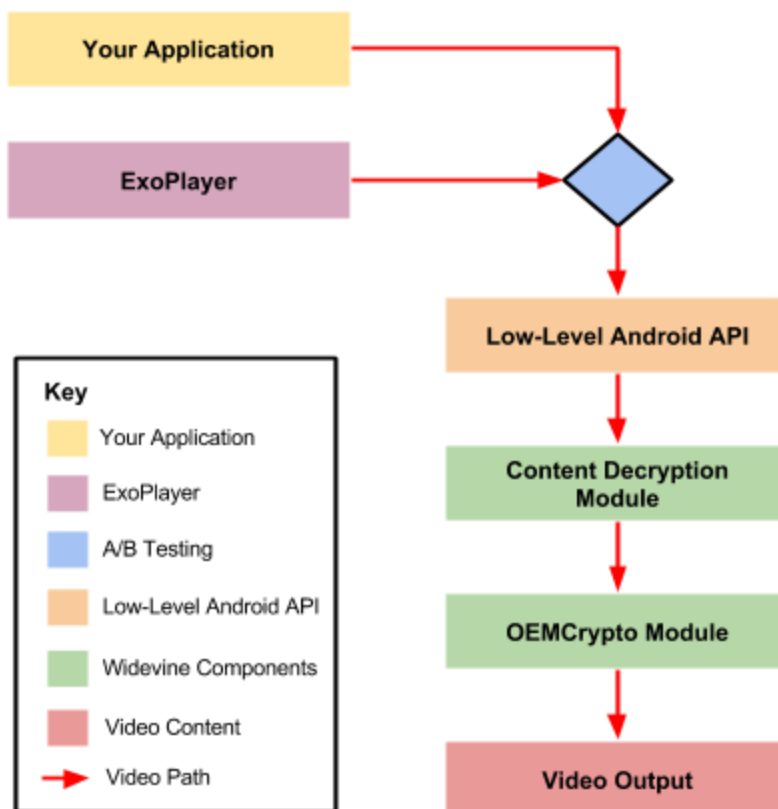 Your Application
ExoPlayer
Low-Level Android API
Content Decryption
Module
OEMCrypto Module
Video Output
Key
Your Application
ExoPlayer
A/B Testing
Low-Level Android API
Widevine Components
Video Content
Video Path